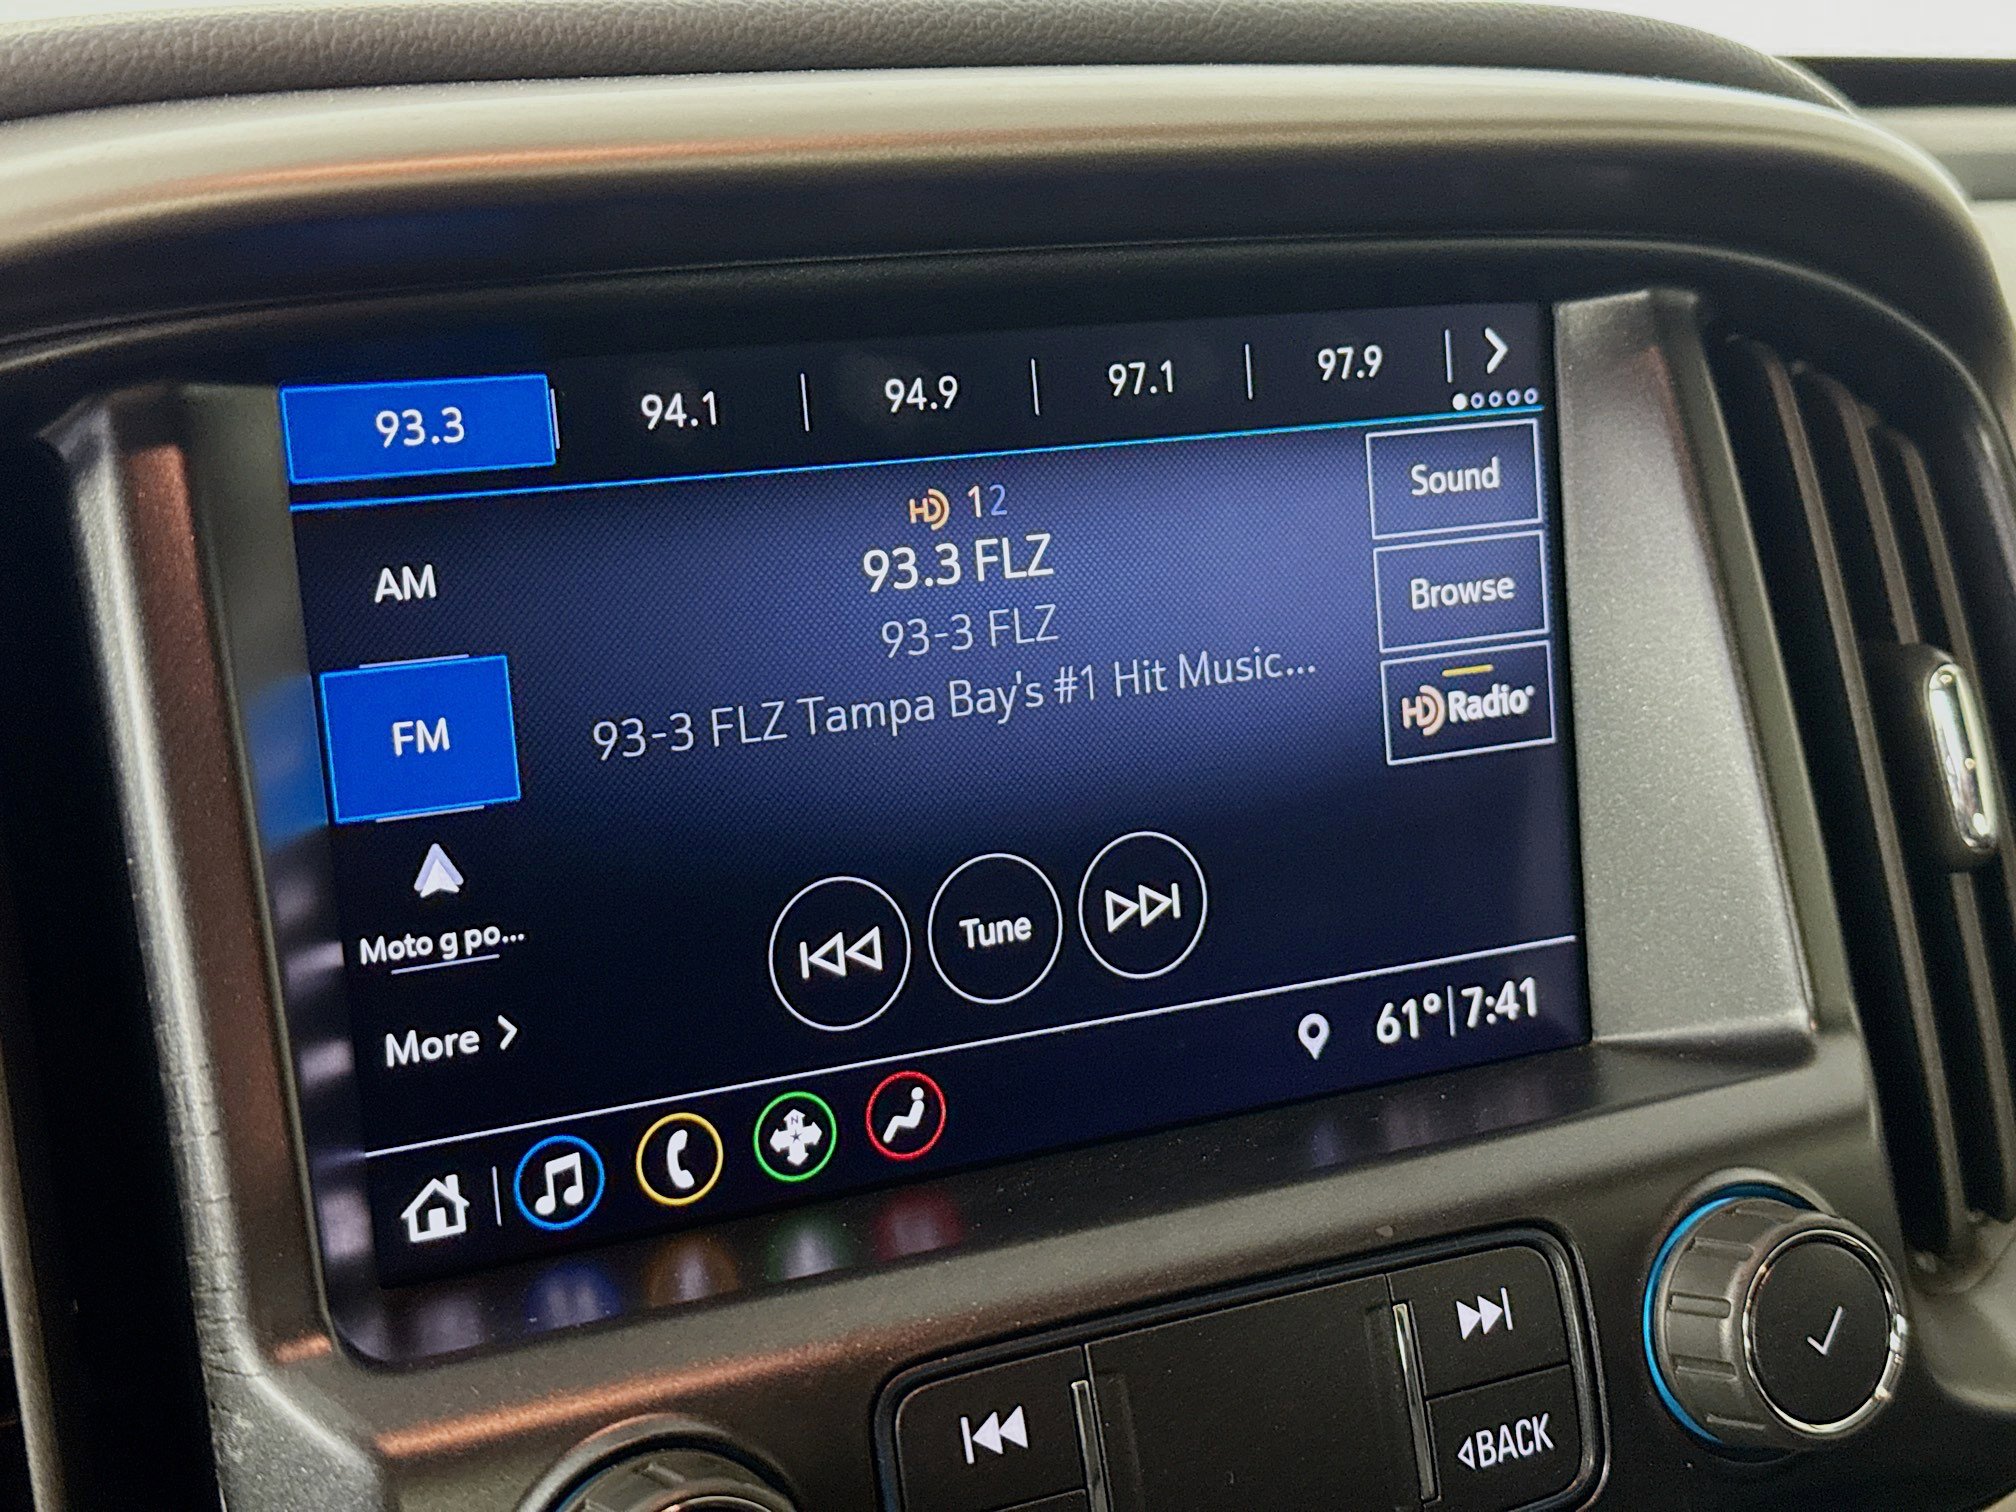 93.3 | 94.1 | 94.9 | 97.1 | 97.9 |
HD 12
Sound
93.3 FLZ
AM
Browse
93-3 FLZ
93-3 FLZ Tampa Bay's #1 Hit Music...
HD Radio®
FM
Moto g po...
Tune
More
61° | 7:41
N
BACK